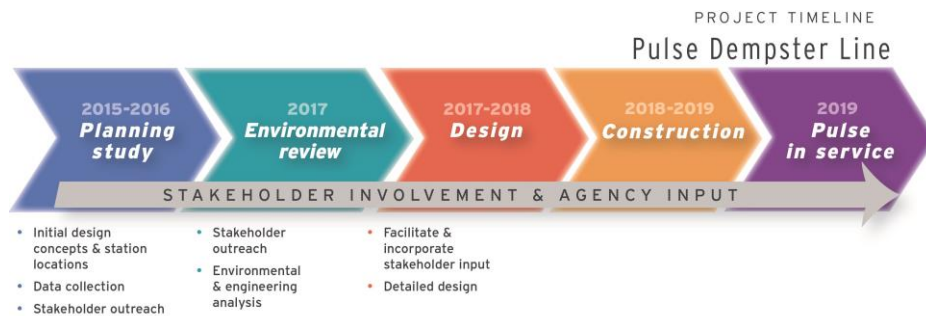 PROJECT TIMELINE
Pulse Dempster Line
2015-2016
Planning
study
2017
Environmental
review
2017-2018
Design
2018-2019
Construction
2019
Pulse
in service
STAKEHOLDER INVOLVEMENT & AGENCY INPUT
• Initial design
concepts & station
locations
• Data collection
• Stakeholder outreach
• Stakeholder
outreach
• Environmental
& engineering
analysis
• Facilitate &
incorporate
stakeholder input
• Detailed design